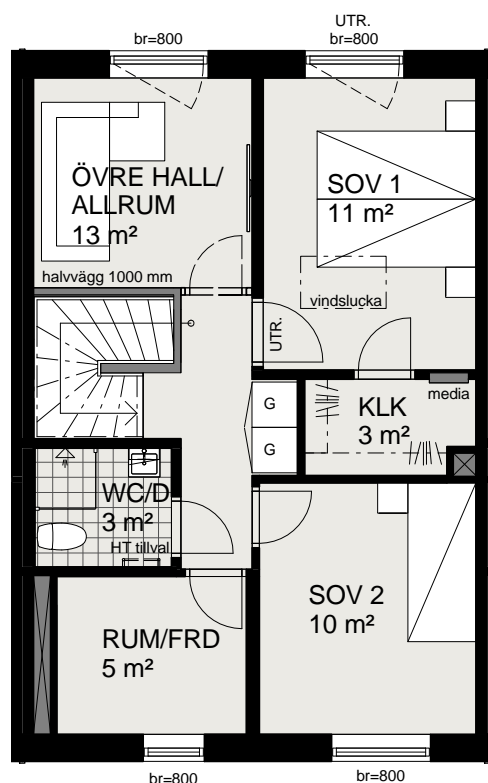 UTR.
br=800
br=800
ÖVRE HALL/
ALLRUM
13 m²
SOV 1
11 m²
halvvägg 1000 mm
vindslucka
UTR.
G
G
KLK
3 m²
media
WC/D
3 m²
HT tillval
SOV 2
10 m²
RUM/FRD
5 m²
br=800
br=800